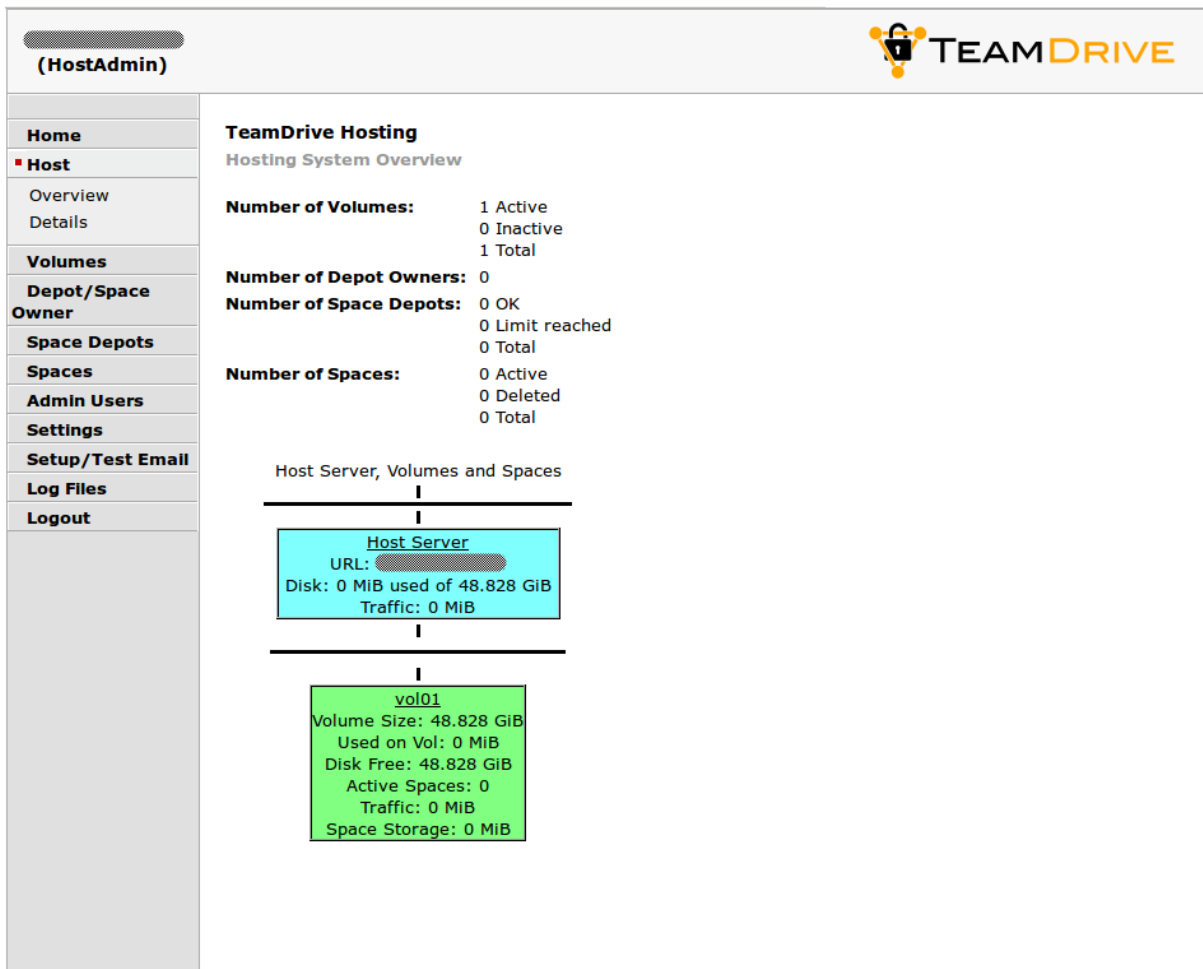 (HostAdmin)
TEAMDRIVE
Home
Host
Overview
Details
Volumes
Depot/Space
Owner
Space Depots
Spaces
Admin Users
Settings
Setup/Test Email
Log Files
Logout
TeamDrive Hosting
Hosting System Overview
Number of Volumes: 1 Active
0 Inactive
1 Total
Number of Depot Owners: 0
Number of Space Depots: 0 OK
0 Limit reached
0 Total
Number of Spaces: 0 Active
0 Deleted
0 Total
Host Server, Volumes and Spaces
Host Server
URL:
Disk: 0 MiB used of 48.828 GiB
Traffic: 0 MiB
vol01
Volume Size: 48.828 GiB
Used on Vol: 0 MiB
Disk Free: 48.828 GiB
Active Spaces: 0
Traffic: 0 MiB
Space Storage: 0 MiB